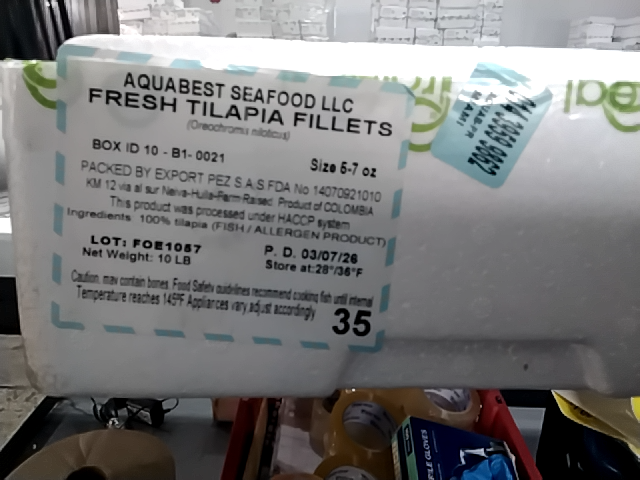 AQUABEST SEAFOOD LLC
FRESH TILAPIA FILLETS
(Oreochromis niloticus)
BOX ID 10 - B1- 0021
Size 5-7 oz
PACKED BY EXPORT PEZ S.A.S.FDA No 14070921010
KM 12 via al sur Neiva-Huila-Farm-Raised. Product of COLOMBIA
This product was processed under HACCP system
Ingredients: 100% tilapia (FISH / ALLERGEN PRODUCT)
LOT: FOE1057
P. D. 03/07/26
Net Weight: 10 LB
Store at:28°/36°F
Caution, may contain bones. Food Safety guidelines recommend cooking fish until internal
Temperature reaches 145ºF Appliances vary,adjust accordingly
35
real
GLOVES